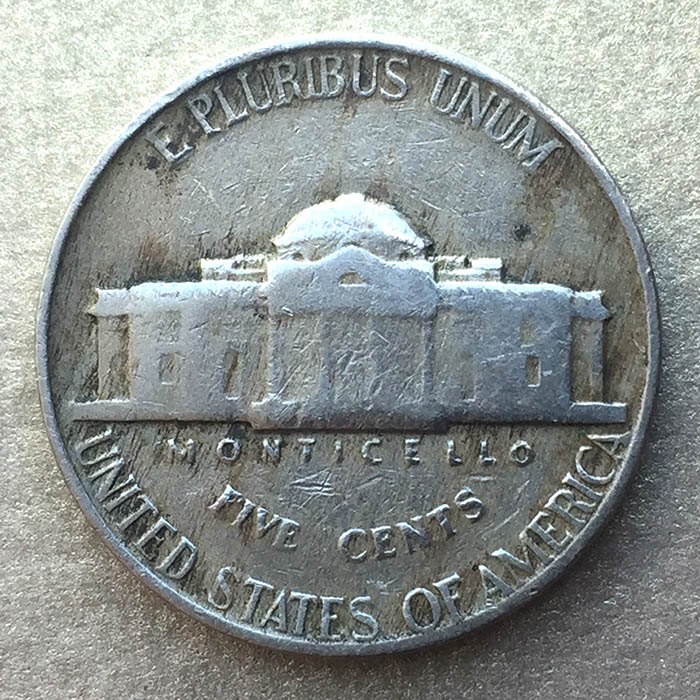 E PLURIBUS UNUM
MONTICELLO
FIVE CENTS
UNITED STATES OF AMERICA